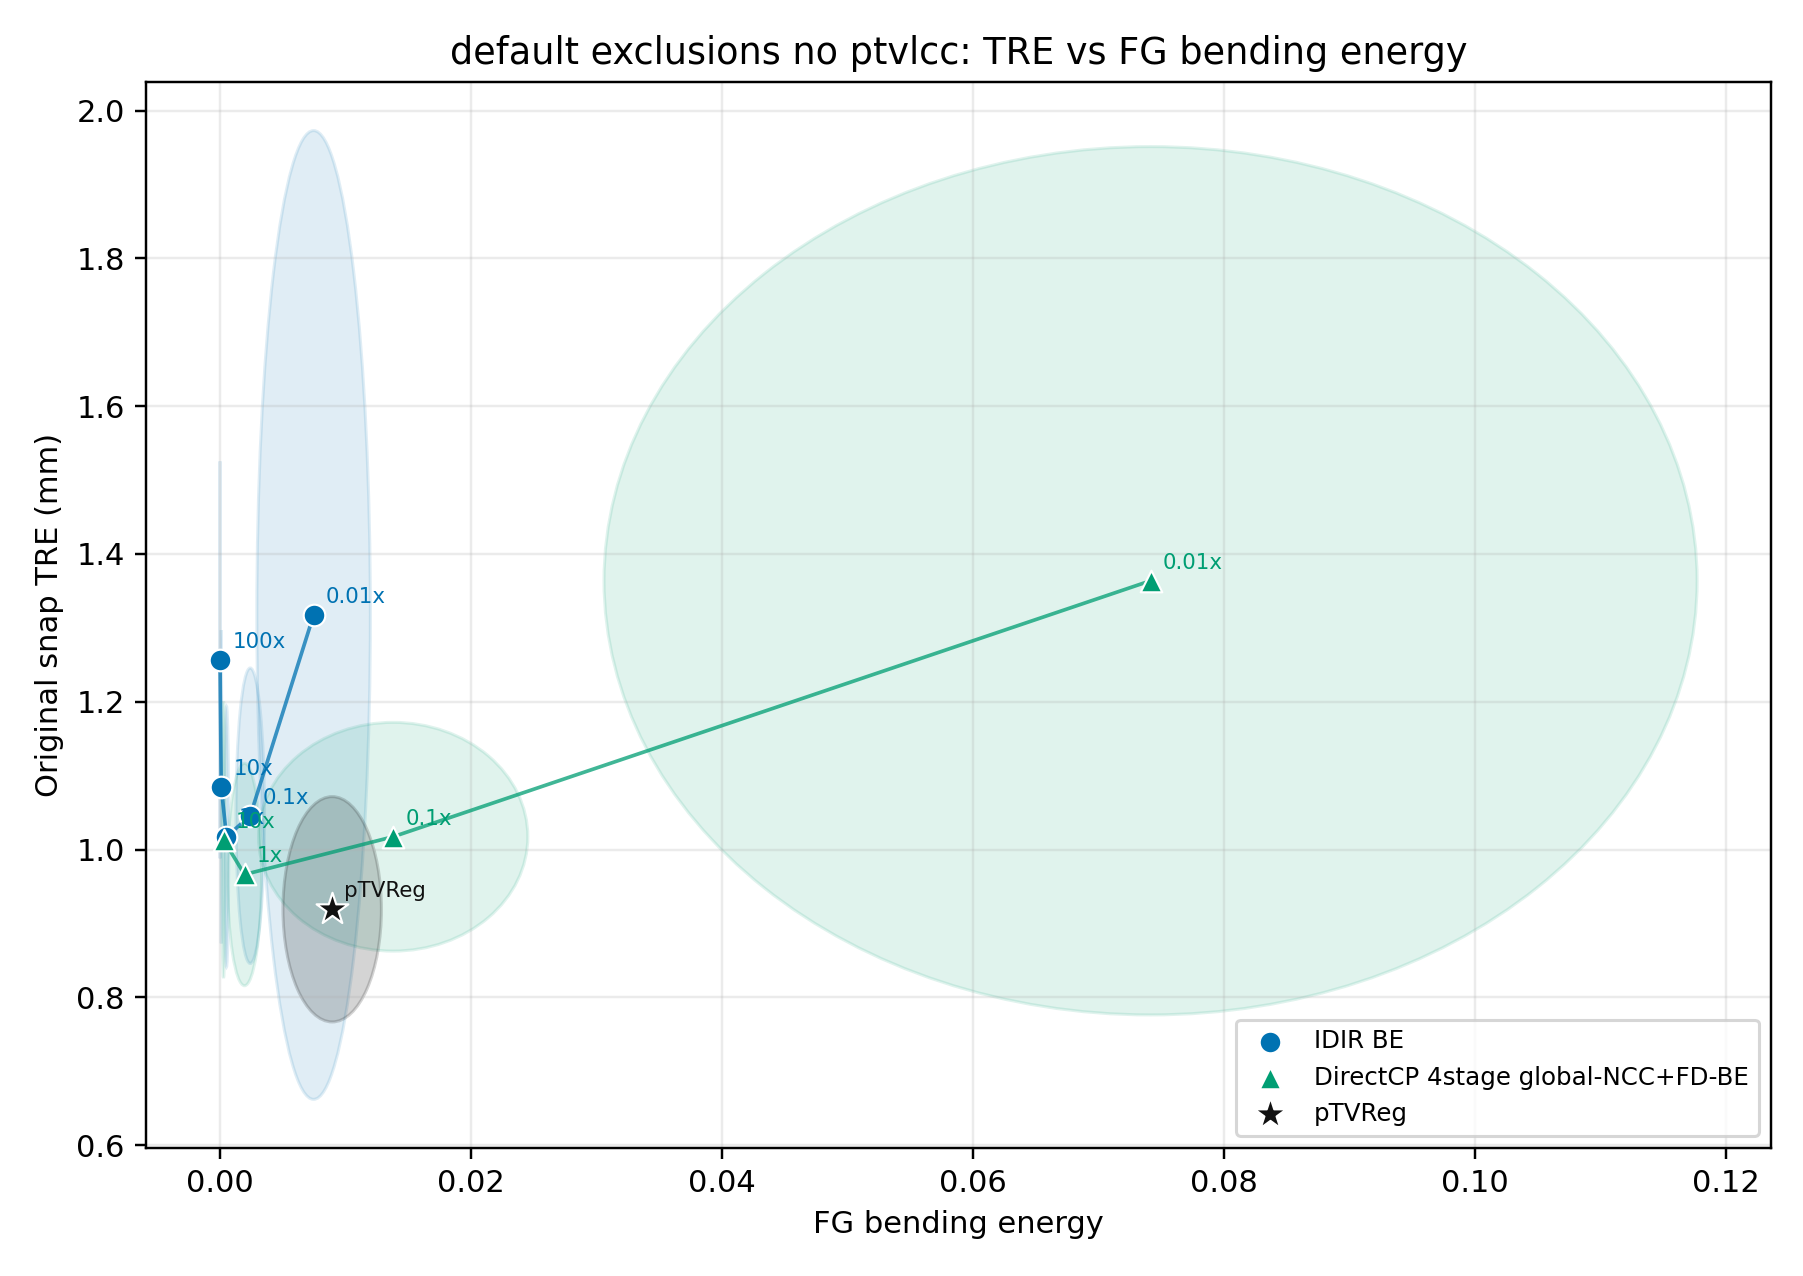 default exclusions no ptvlcc: TRE vs FG bending energy
Original snap TRE (mm)
2.0
1.8
1.6
1.4
1.2
1.0
0.8
0.6
0.01x
0.01x
100x
10x
0.1x
10x
0.1x
1x
pTVReg
IDIR BE
DirectCP 4stage global-NCC+FD-BE
pTVReg
0.00
0.02
0.04
0.06
0.08
0.10
0.12
FG bending energy